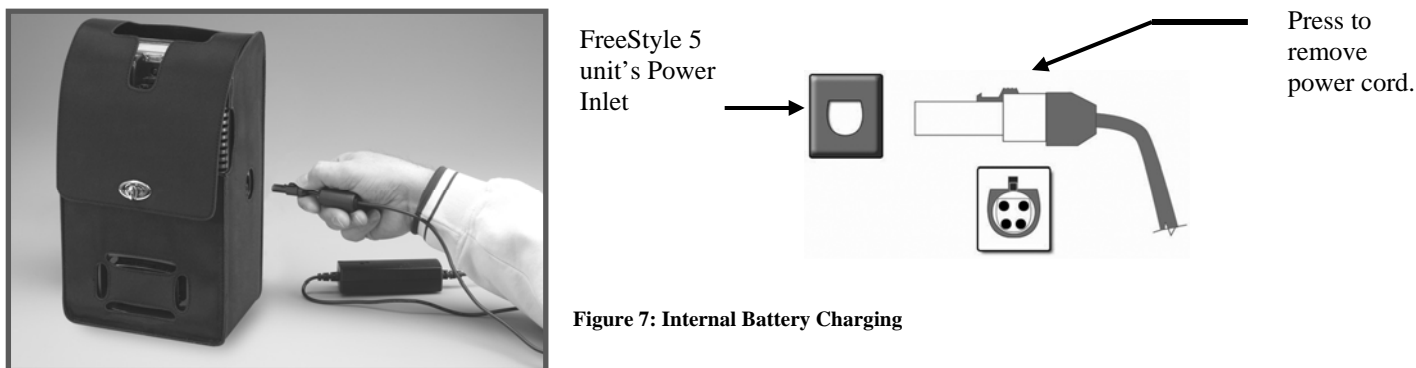 FreeStyle 5
unit’s Power
Inlet
Press to
remove
power cord.
Figure 7: Internal Battery Charging